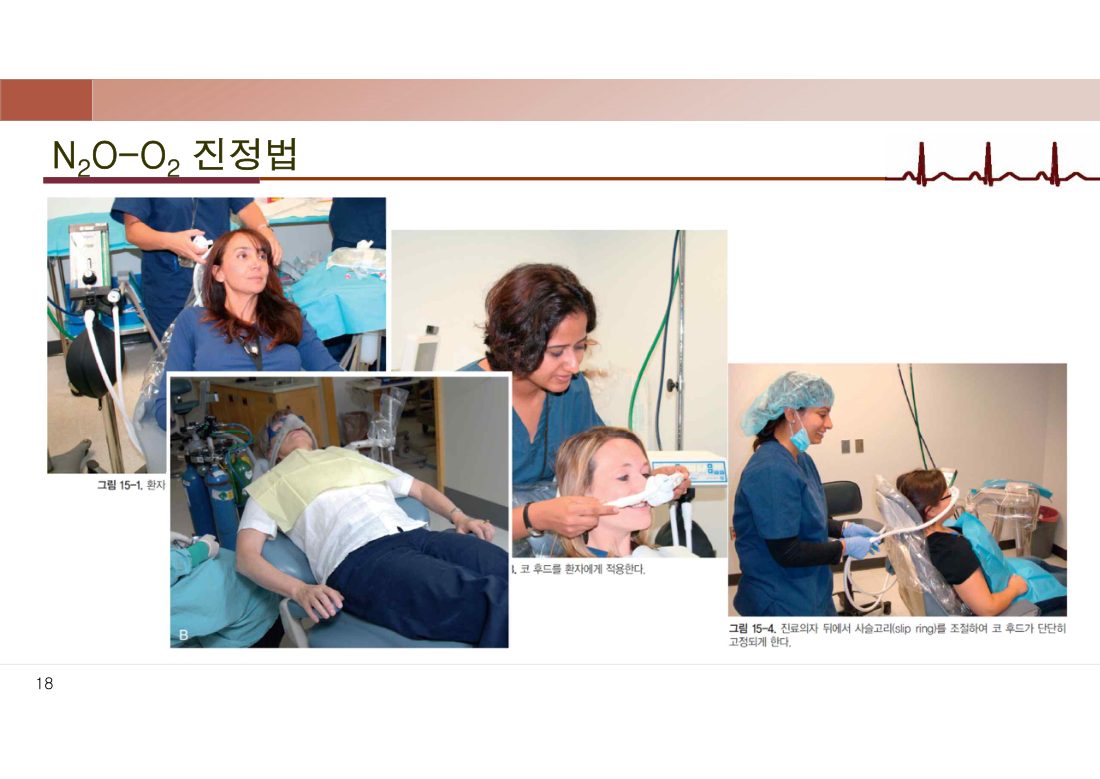 N₂O-O₂ 진정법
그림 15-1. 환자
B
3. 코 후드를 환자에게 적용한다.
그림 15-4. 진료의자 뒤에서 사슬고리(slip ring)를 조절하여 코 후드가 단단히
고정되게 한다.
18